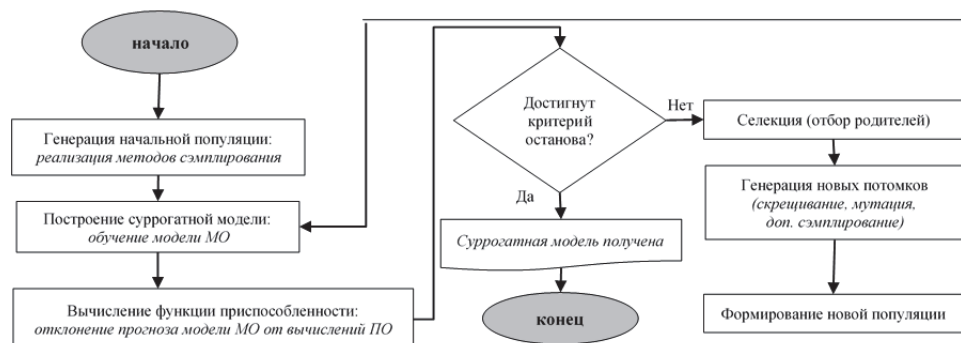 начало
Генерация начальной популяции:
реализация методов сэмплирования
Построение суррогатной модели:
обучение модели МО
Вычисление функции приспособленности:
отклонение прогноза модели МО от вычислений ПО
Достигнут
критерий
останова?
Нет
Да
Суррогатная модель получена
конец
Селекция (отбор родителей)
Генерация новых потомков
(скрещивание, мутация,
доп. сэмплирование)
Формирование новой популяции